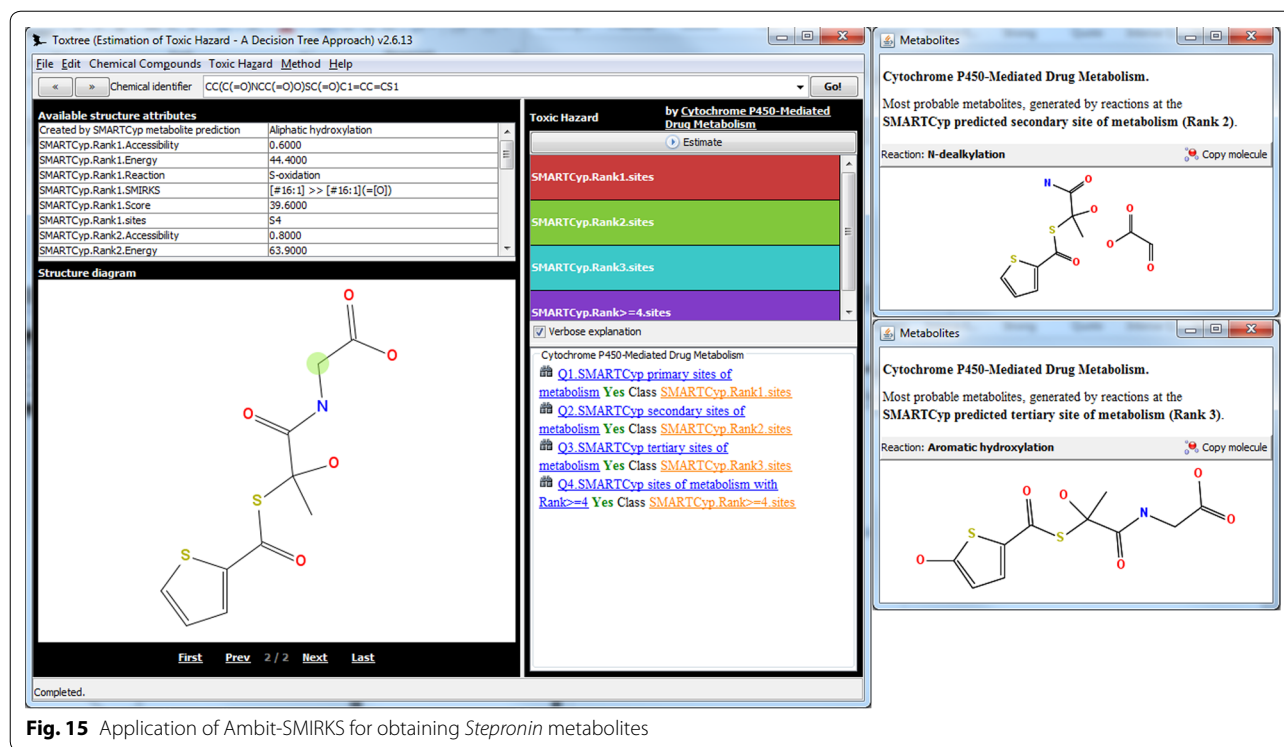 Toxtree (Estimation of Toxic Hazard - A Decision Tree Approach) v2.6.13
File Edit Chemical Compounds Toxic Hazard Method Help
« » Chemical identifier CC(C(=O)NCC(=O)O)SC(=O)C1=CC=CS1 Go!
Available structure attributes
Created by SMARTCyp metabolite prediction Aliphatic hydroxylation
SMARTCyp.Rank1.Accessibility 0.6000
SMARTCyp.Rank1.Energy 44.4000
SMARTCyp.Rank1.Reaction S-oxidation
SMARTCyp.Rank1.SMIRKS [#16:1] >> [#16:1](=[O])
SMARTCyp.Rank1.Score 39.6000
SMARTCyp.Rank1.sites S4
SMARTCyp.Rank2.Accessibility 0.8000
SMARTCyp.Rank2.Energy 63.9000
Structure diagram
O
O
N
O
O
S
S
O
First Prev 2 / 2 Next Last
Completed.
Toxic Hazard by Cytochrome P450-Mediated
Drug Metabolism
Estimate
SMARTCyp.Rank1.sites
SMARTCyp.Rank2.sites
SMARTCyp.Rank3.sites
SMARTCyp.Rank>=4.sites
Verbose explanation
Cytochrome P450-Mediated Drug Metabolism
Q1.SMARTCyp primary sites of
metabolism Yes Class SMARTCyp.Rank1.sites
Q2.SMARTCyp secondary sites of
metabolism Yes Class SMARTCyp.Rank2.sites
Q3.SMARTCyp tertiary sites of
metabolism Yes Class SMARTCyp.Rank3.sites
Q4.SMARTCyp sites of metabolism with
Rank>=4 Yes Class SMARTCyp.Rank>=4.sites
Metabolites
Cytochrome P450-Mediated Drug Metabolism.
Most probable metabolites, generated by reactions at the
SMARTCyp predicted secondary site of metabolism (Rank 2).
Reaction: N-dealkylation Copy molecule
N O
O O
S O
S O O
Metabolites
Cytochrome P450-Mediated Drug Metabolism.
Most probable metabolites, generated by reactions at the
SMARTCyp predicted tertiary site of metabolism (Rank 3).
Reaction: Aromatic hydroxylation Copy molecule
O
O O
N
S S O
O O
Fig. 15 Application of Ambit-SMIRKS for obtaining Stepronin metabolites